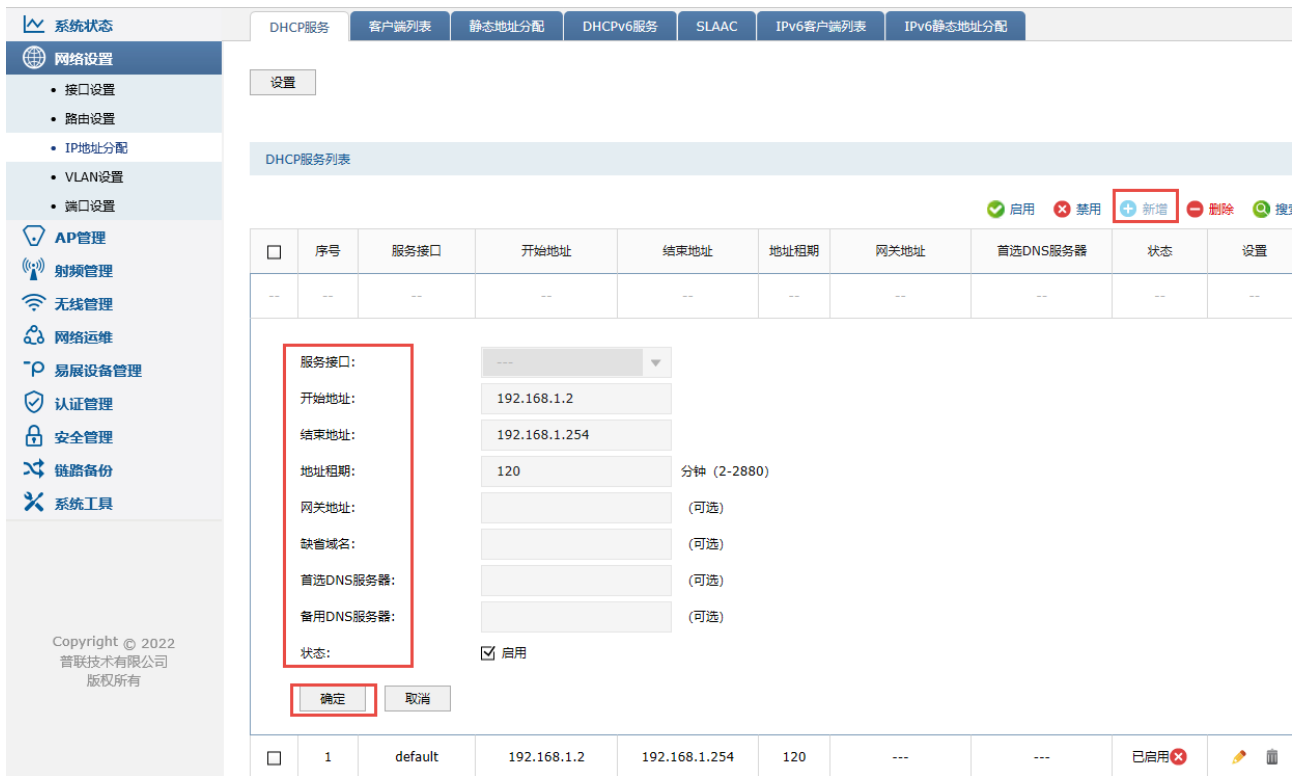 系统状态
网络设置
接口设置
路由设置
IP地址分配
VLAN设置
端口设置
AP管理
射频管理
无线管理
网络运维
易展设备管理
认证管理
安全管理
链路备份
系统工具
Copyright © 2022
普联技术有限公司
版权所有
DHCP服务 客户端列表 静态地址分配 DHCPv6服务 SLAAC IPv6客户端列表 IPv6静态地址分配
设置
DHCP服务列表
启用 禁用 新增 删除 搜索
序号 服务接口 开始地址 结束地址 地址租期 网关地址 首选DNS服务器 状态 设置
-- -- -- -- -- -- -- -- -- --
服务接口: ---
开始地址: 192.168.1.2
结束地址: 192.168.1.254
地址租期: 120 分钟（2-2880）
网关地址: (可选)
缺省域名: (可选)
首选DNS服务器: (可选)
备用DNS服务器: (可选)
状态: 启用
确定 取消
1 default 192.168.1.2 192.168.1.254 120 --- --- 已启用